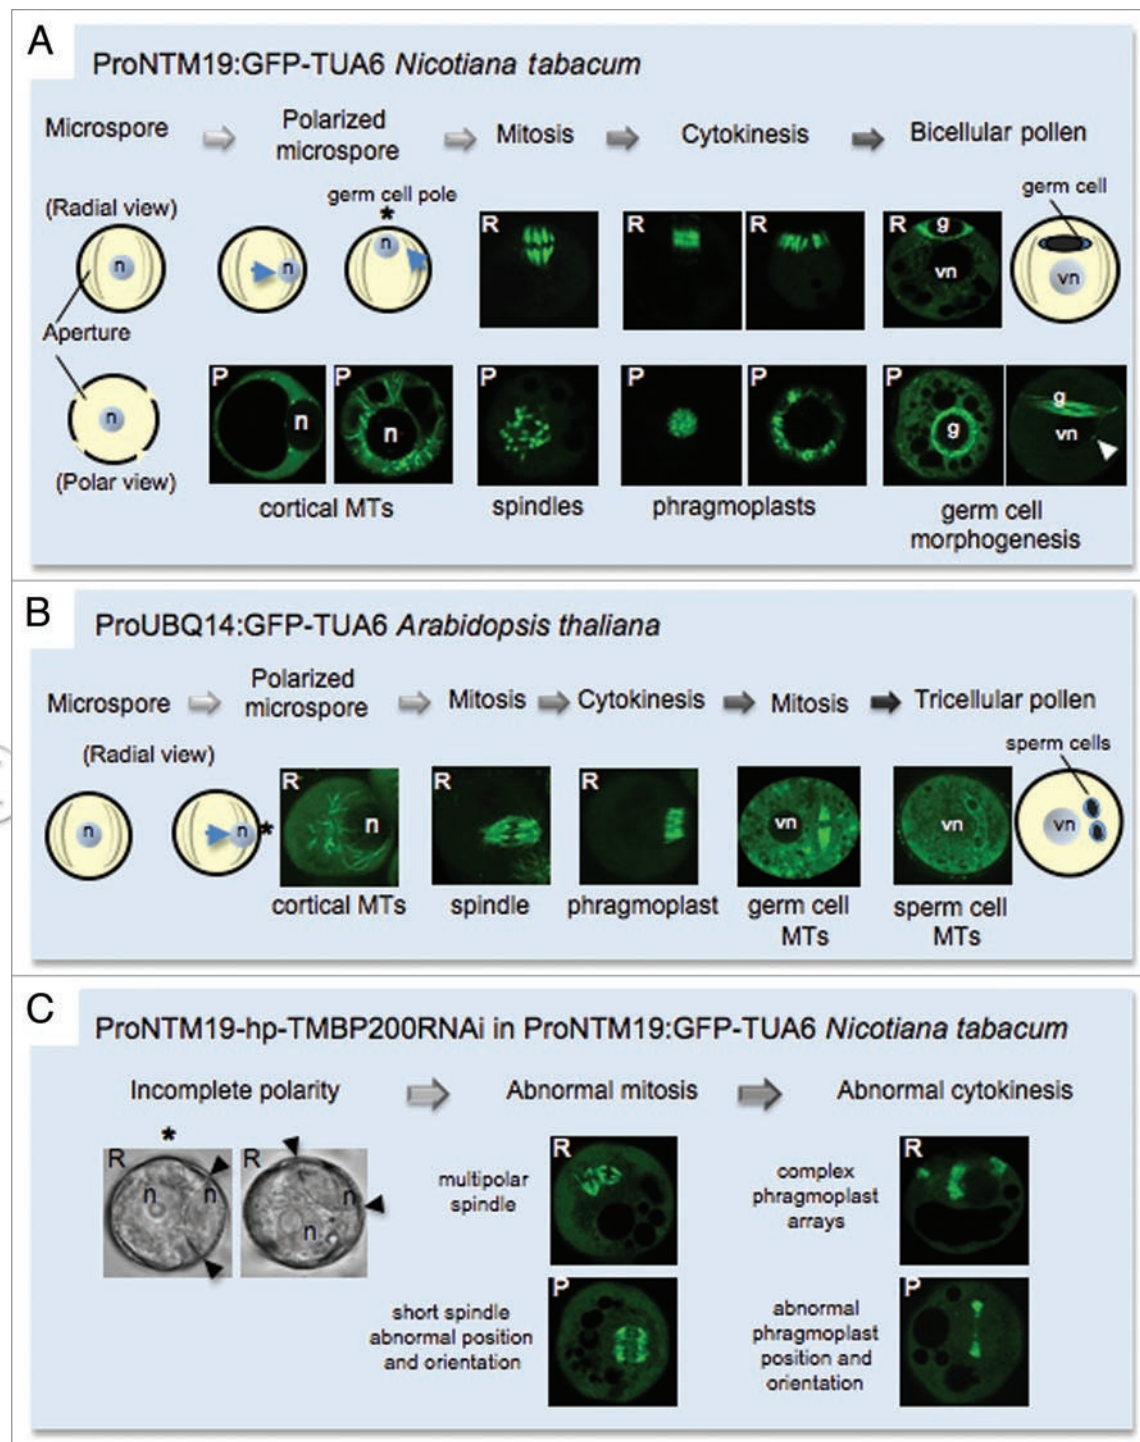 A
ProNTM19:GFP-TUA6 Nicotiana tabacum
Microspore
Polarized
microspore
Mitosis
Cytokinesis
Bicellular pollen
(Radial view)
germ cell pole
*
germ cell
n
n
n
R
R
R
R
g
vn
vn
Aperture
n
(Polar view)
P
n
P
n
P
P
P
P
g
g
vn
cortical MTs
spindles
phragmoplasts
germ cell
morphogenesis
B
ProUBQ14:GFP-TUA6 Arabidopsis thaliana
Microspore
Polarized
microspore
Mitosis
Cytokinesis
Mitosis
Tricellular pollen
(Radial view)
sperm cells
n
n
*
R
n
R
R
vn
vn
vn
cortical MTs
spindle
phragmoplast
germ cell
MTs
sperm cell
MTs
C
ProNTM19-hp-TMBP200RNAi in ProNTM19:GFP-TUA6 Nicotiana tabacum
Incomplete polarity
Abnormal mitosis
Abnormal cytokinesis
*
R
n
n
R
n
n
multipolar
spindle
R
complex
phragmoplast
arrays
R
short spindle
abnormal position
and orientation
P
abnormal
phragmoplast
position and
orientation
P